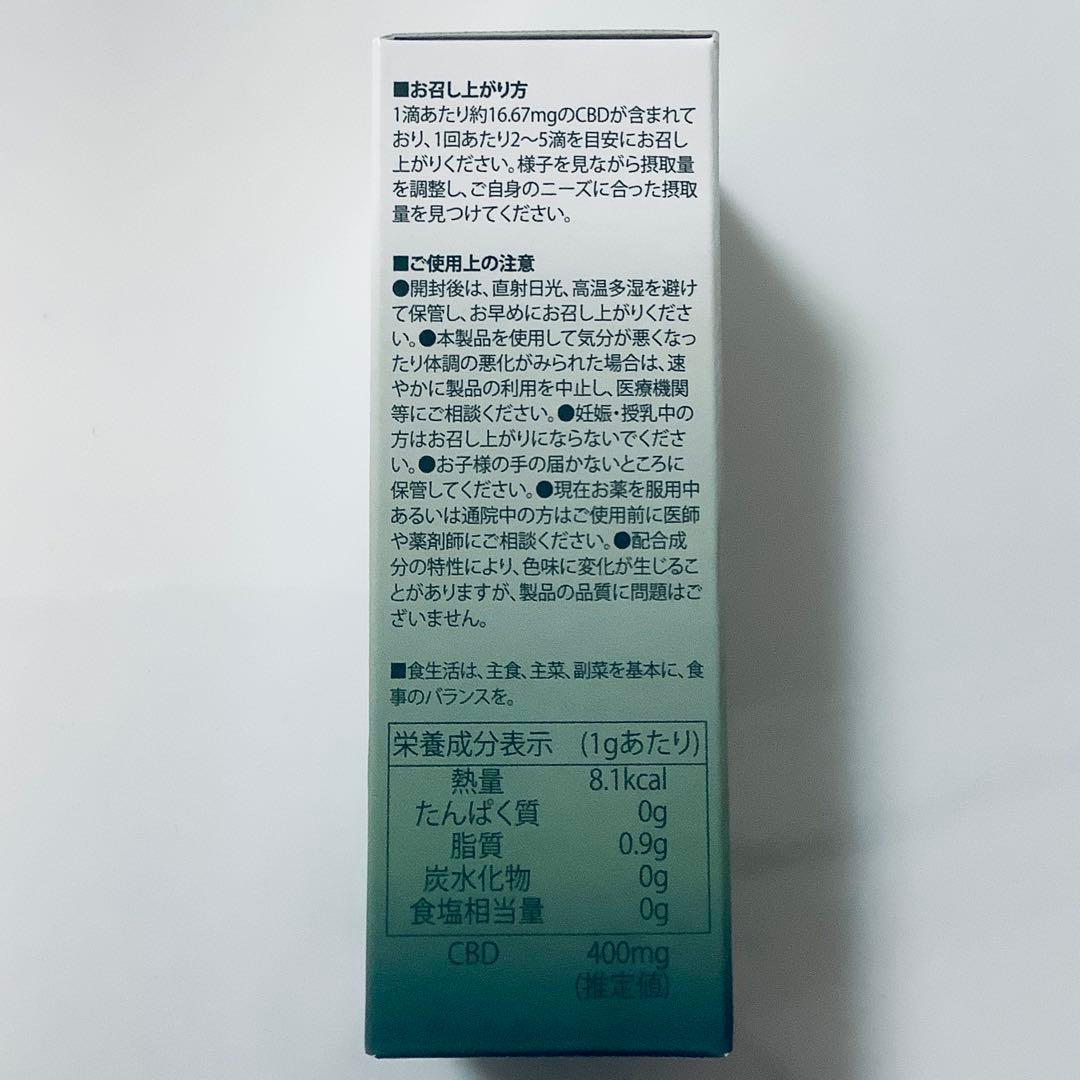 ■お召し上がり方
1滴あたり約16.67mgのCBDが含まれて
おり、1回あたり2〜5滴を目安にお召し
上がりください。様子を見ながら摂取量
を調整し、ご自身のニーズに合った摂取
量を見つけてください。
■ご使用上の注意
●開封後は、直射日光、高温多湿を避け
て保管し、お早めにお召し上がりくださ
い。●本製品を使用して気分が悪くなっ
たり体調の悪化がみられた場合は、速
やかに製品の利用を中止し、医療機関
等にご相談ください。●妊娠・授乳中の
方はお召し上がりにならないでくださ
い。●お子様の手の届かないところに
保管してください。●現在お薬を服用中
あるいは通院中の方はご使用前に医師
や薬剤師にご相談ください。●配合成
分の特性により、色味に変化が生じるこ
とがありますが、製品の品質に問題はご
ざいません。
■食生活は、主食、主菜、副菜を基本に、食
事のバランスを。
栄養成分表示 (1gあたり)
熱量 8.1kcal
たんぱく質 0g
脂質 0.9g
炭水化物 0g
食塩相当量 0g
CBD 400mg
(推定値)